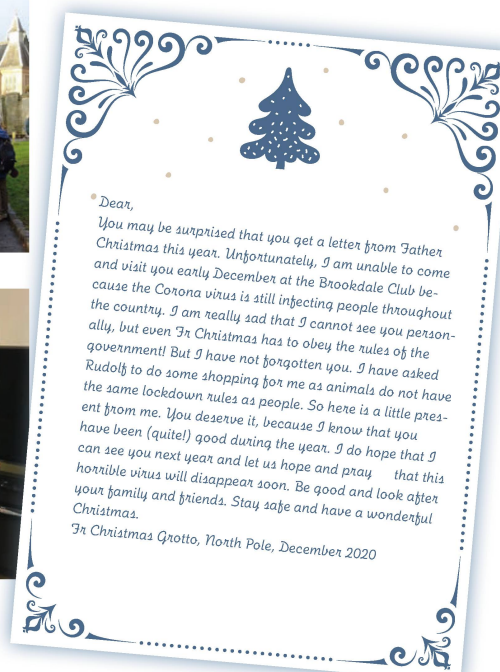 Dear,
You may be surprised that you get a letter from Father
Christmas this year. Unfortunately, I am unable to come
and visit you early December at the Brookdale Club be-
cause the Corona virus is still infecting people throughout
the country. I am really sad that I cannot see you person-
ally, but even Fr Christmas has to obey the rules of the
government! But I have not forgotten you. I have asked
Rudolf to do some shopping for me as animals do not have
the same lockdown rules as people. So here is a little pres-
ent from me. You deserve it, because I know that you
have been (quite!) good during the year. I do hope that I
can see you next year and let us hope and pray that this
horrible virus will disappear soon. Be good and look after
your family and friends. Stay safe and have a wonderful
Christmas.
Fr Christmas Grotto, North Pole, December 2020